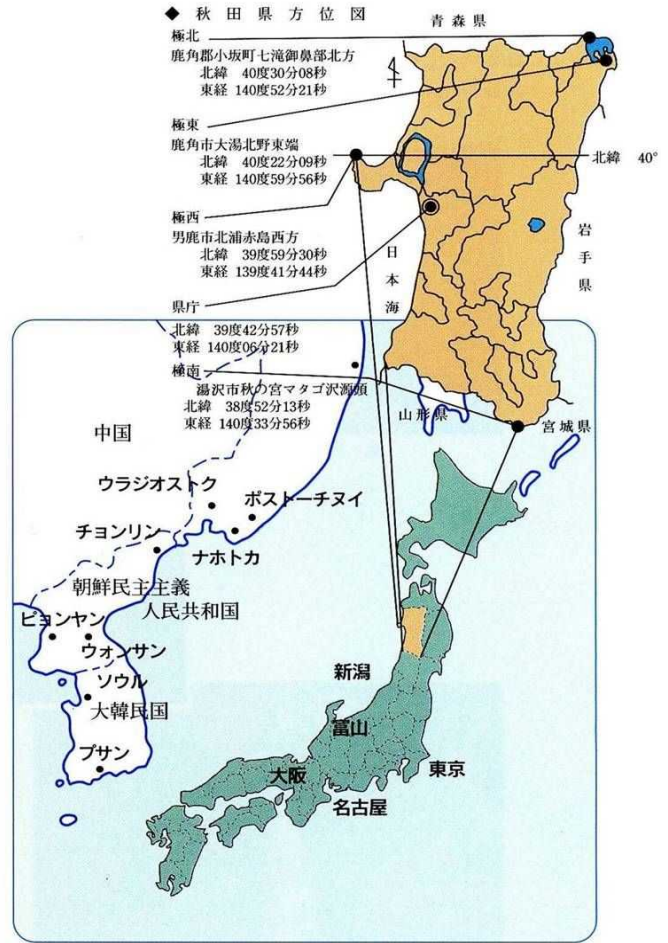 ◆ 秋田県方位図
青森県
極北
鹿角郡小坂町七滝御鼻部北方
北緯 40度30分08秒
東経 140度52分21秒
極東
鹿角市大湯北野東端
北緯 40度22分09秒
東経 140度59分56秒
北緯 40°
極西
男鹿市北浦赤島西方
北緯 39度59分30秒
東経 139度41分44秒
日本海
岩手県
県庁
北緯 39度42分57秒
東経 140度06分21秒
極南
湯沢市秋の宮マタゴ沢源頭
北緯 38度52分13秒
東経 140度33分56秒
山形県
宮城県
中国
ウラジオストク
ボストーチヌイ
チョンリン
ナホトカ
朝鮮民主主義
人民共和国
ピョンヤン
ウォンサン
ソウル
大韓民国
プサン
新潟
富山
東京
大阪
名古屋